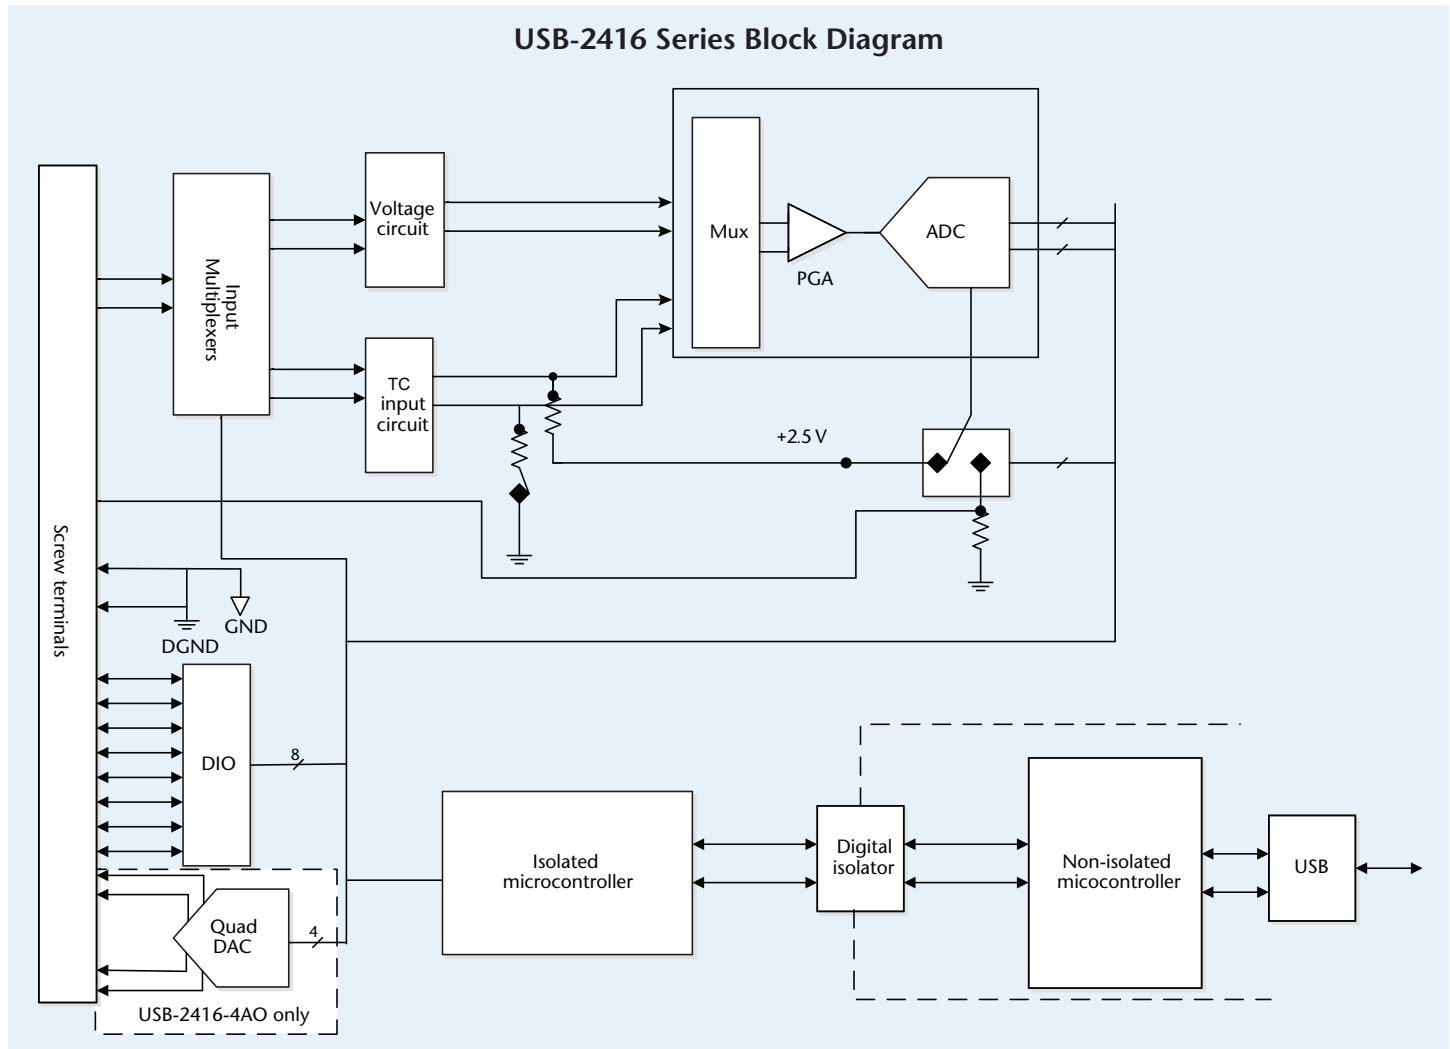 USB-2416 Series Block Diagram
Screw terminals
Input
Multiplexers
Voltage
circuit
TC
input
circuit
Mux
PGA
ADC
+2.5 V
GND
DGND
DIO
8
Quad
DAC
4
USB-2416-4AO only
Isolated
microcontroller
Digital
isolator
Non-isolated
micocontroller
USB